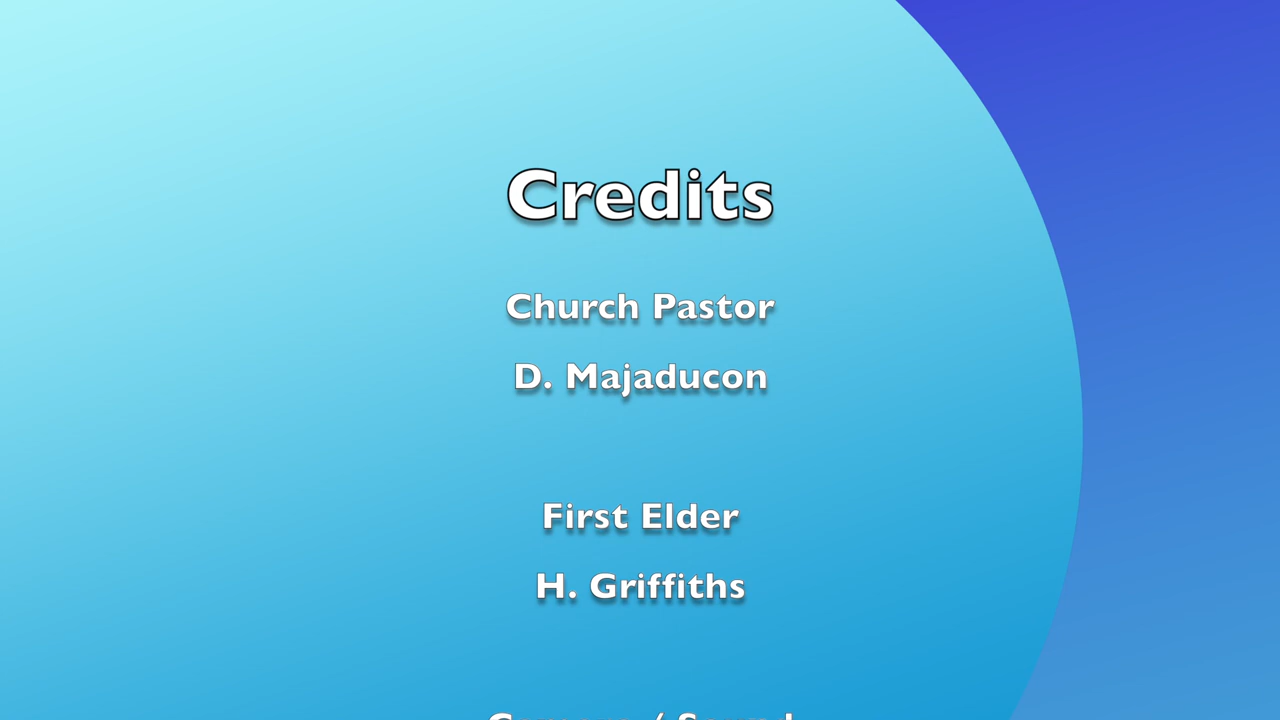 Credits
Church Pastor
D. Majaducon
First Elder
H. Griffiths